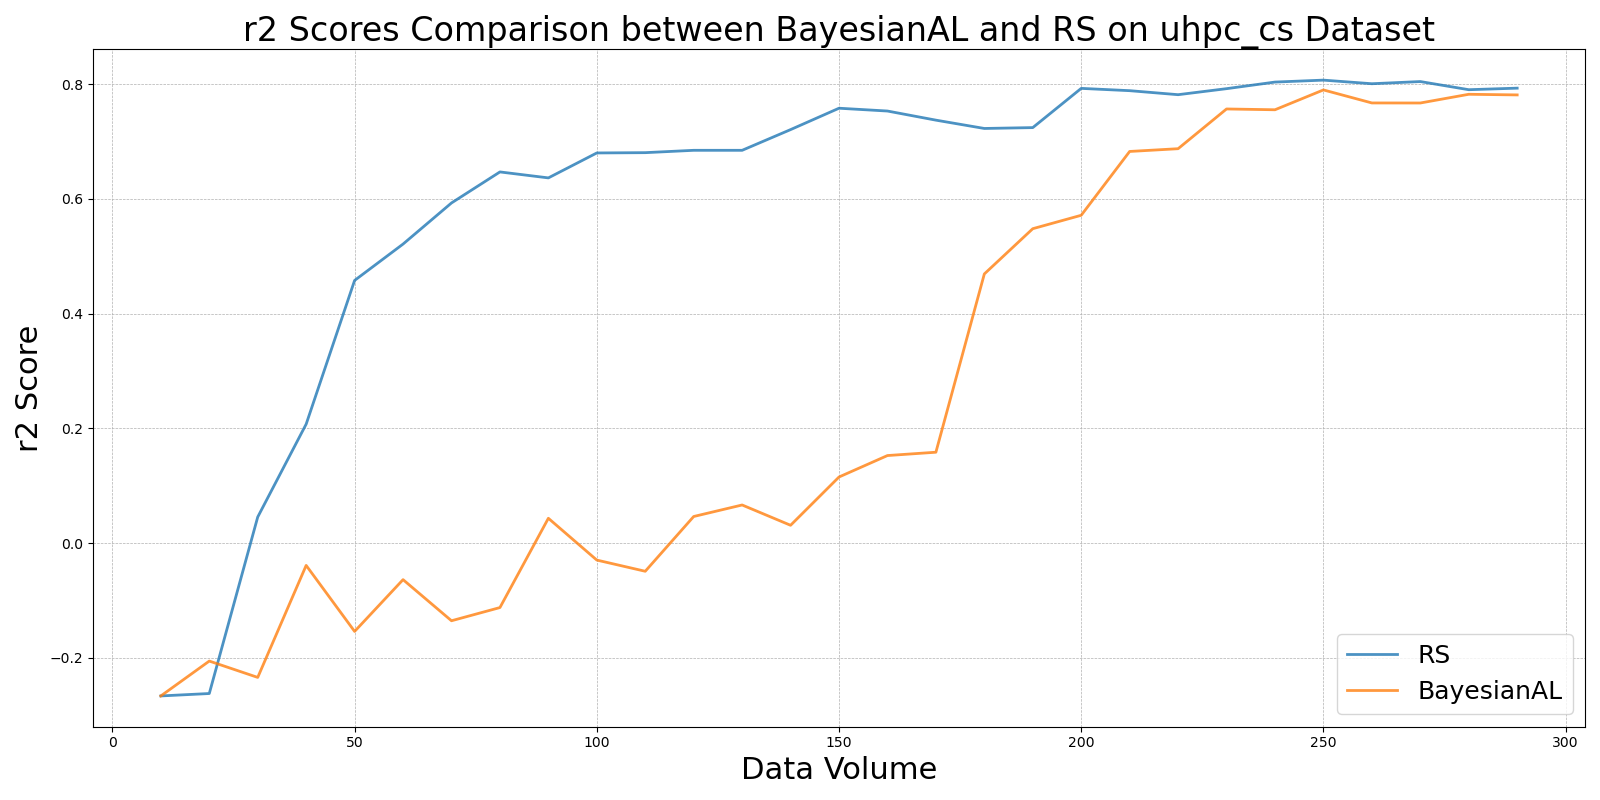 r2 Scores Comparison between BayesianAL and RS on uhpc_cs Dataset
r2 Score
0.8
0.6
0.4
0.2
0.0
−0.2
RS
BayesianAL
0 50 100 150 200 250 300
Data Volume